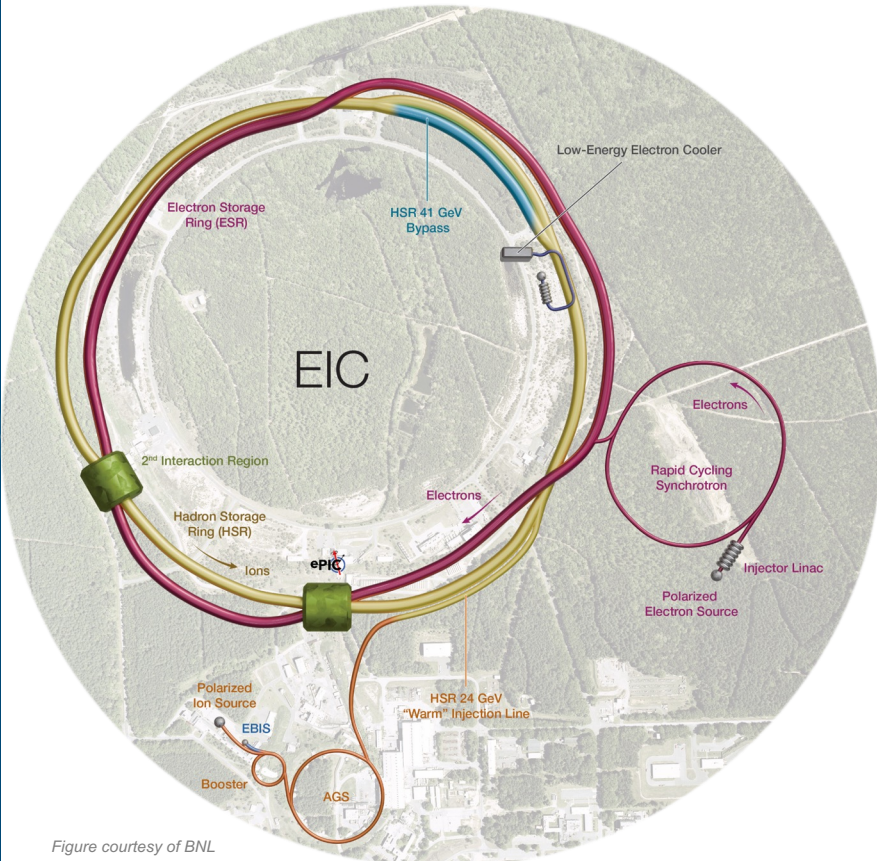 Low-Energy Electron Cooler
Electron Storage
Ring (ESR)
HSR 41 GeV
Bypass
EIC
Electrons
Rapid Cycling
Synchrotron
2nd Interaction Region
Electrons
Hadron Storage
Ring (HSR)
Ions
ePIC
Injector Linac
Polarized
Electron Source
Polarized
Ion Source
HSR 24 GeV
“Warm” Injection Line
EBIS
Booster
AGS
Figure courtesy of BNL